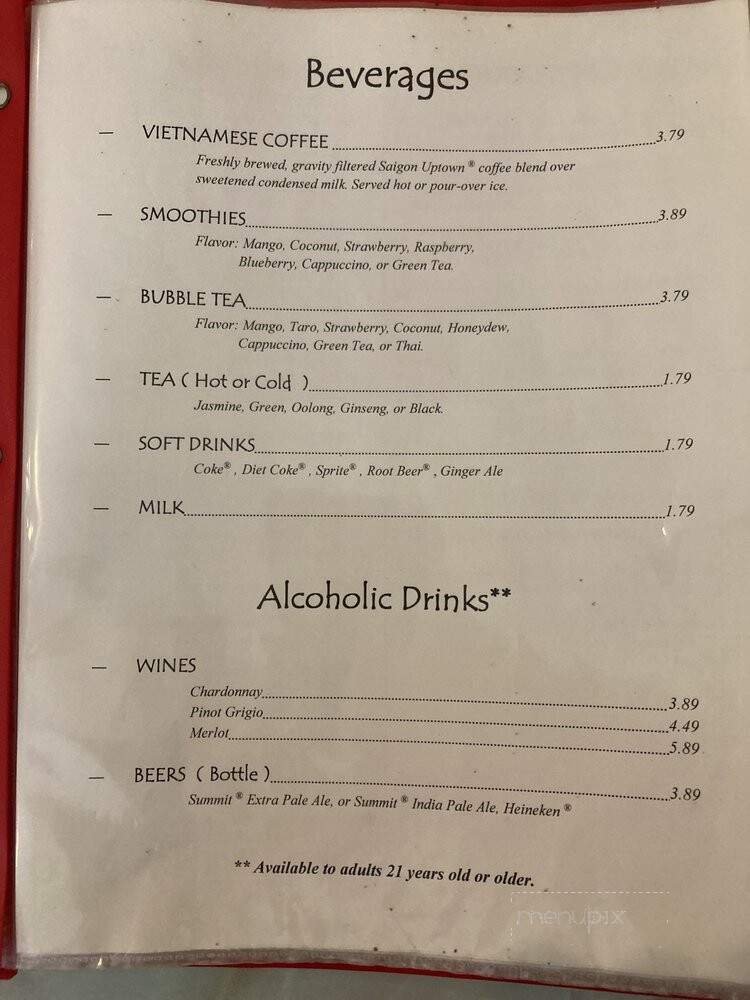 Beverages
— VIETNAMESE COFFEE 3.79
Freshly brewed, gravity filtered Saigon Uptown ® coffee blend over
sweetened condensed milk. Served hot or pour-over ice.
— SMOOTHIES 3.89
Flavor: Mango, Coconut, Strawberry, Raspberry,
Blueberry, Cappuccino, or Green Tea.
— BUBBLE TEA 3.79
Flavor: Mango, Taro, Strawberry, Coconut, Honeydew,
Cappuccino, Green Tea, or Thai.
— TEA ( Hot or Cold ) 1.79
Jasmine, Green, Oolong, Ginseng, or Black.
— SOFT DRINKS 1.79
Coke® , Diet Coke® , Sprite® , Root Beer® , Ginger Ale
— MILK 1.79
Alcoholic Drinks**
— WINES
Chardonnay 3.89
Pinot Grigio 4.49
Merlot 5.89
— BEERS ( Bottle ) 3.89
Summit ® Extra Pale Ale, or Summit ® India Pale Ale, Heineken ®
** Available to adults 21 years old or older.
menupix